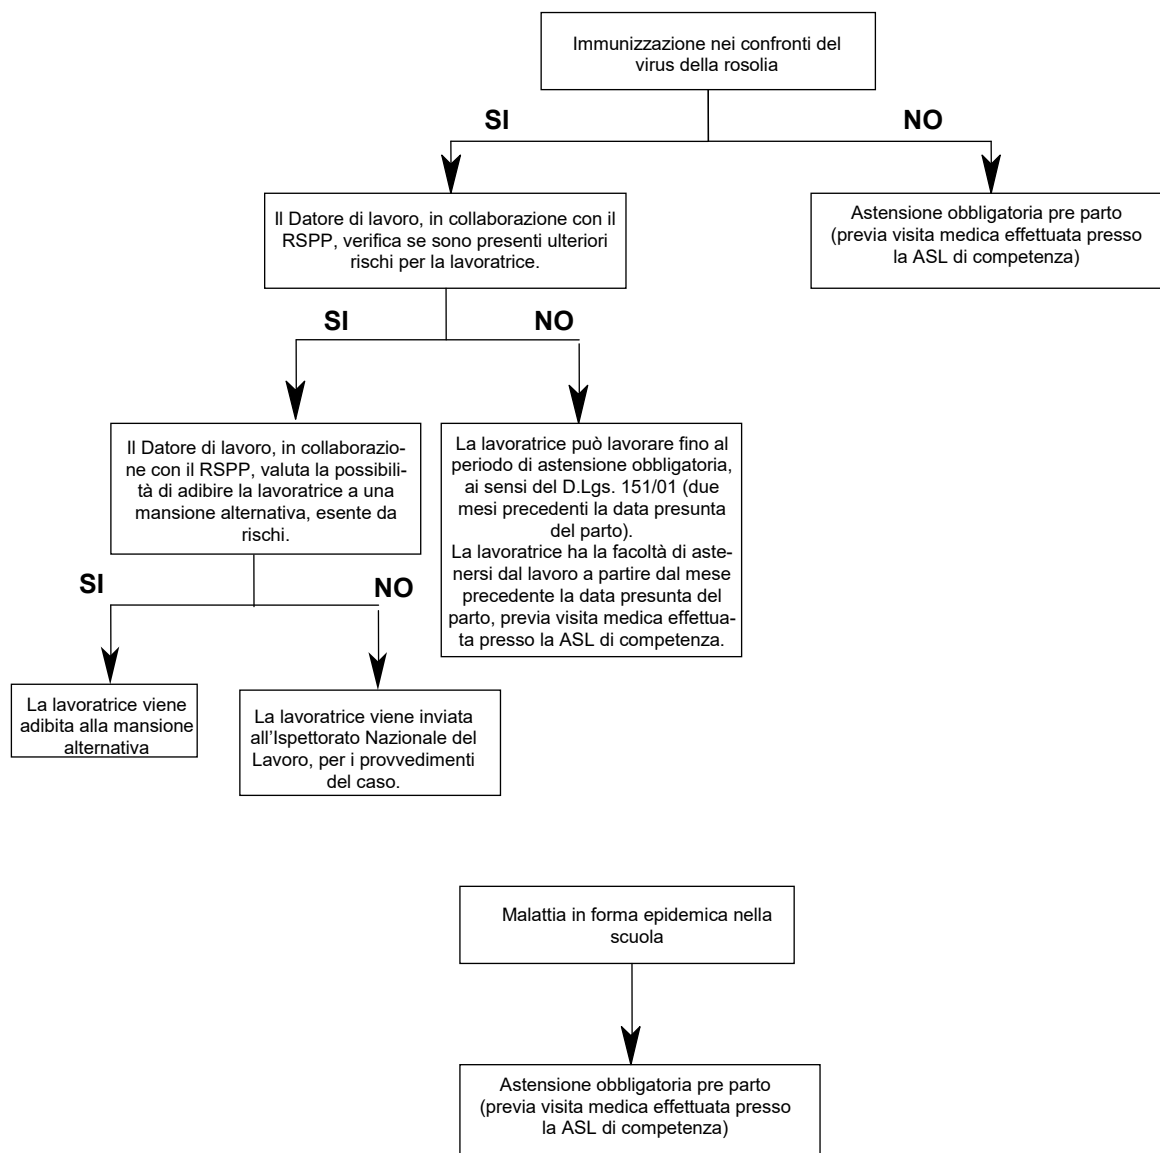 Immunizzazione nei confronti del
virus della rosolia
SI
NO
Il Datore di lavoro, in collaborazione con il
RSPP, verifica se sono presenti ulteriori
rischi per la lavoratrice.
Astensione obbligatoria pre parto
(previa visita medica effettuata presso
la ASL di competenza)
SI
NO
Il Datore di lavoro, in collaborazio-
ne con il RSPP, valuta la possibili-
tà di adibire la lavoratrice a una
mansione alternativa, esente da
rischi.
La lavoratrice può lavorare fino al
periodo di astensione obbligatoria,
ai sensi del D.Lgs. 151/01 (due
mesi precedenti la data presunta
del parto).
La lavoratrice ha la facoltà di aste-
nersi dal lavoro a partire dal mese
precedente la data presunta del
parto, previa visita medica effettua-
ta presso la ASL di competenza.
SI
NO
La lavoratrice viene
adibita alla mansione
alternativa
La lavoratrice viene inviata
all'Ispettorato Nazionale del
Lavoro, per i provvedimenti
del caso.
Malattia in forma epidemica nella
scuola
Astensione obbligatoria pre parto
(previa visita medica effettuata presso
la ASL di competenza)